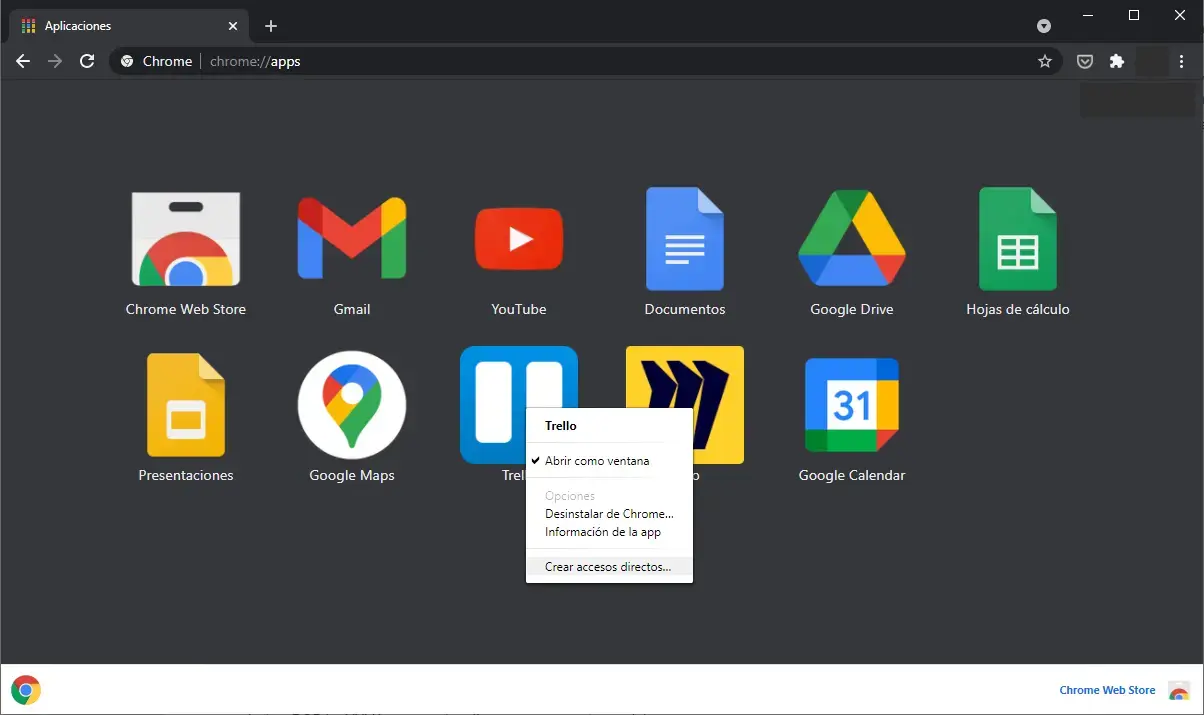 Aplicaciones
Chrome
chrome://apps
Chrome Web Store
Gmail
YouTube
Documentos
Google Drive
Hojas de cálculo
31
Presentaciones
Google Maps
Google Calendar
Trello
Abrir como ventana
Opciones
Desinstalar de Chrome...
Información de la app
Crear accesos directos...
Chrome Web Store